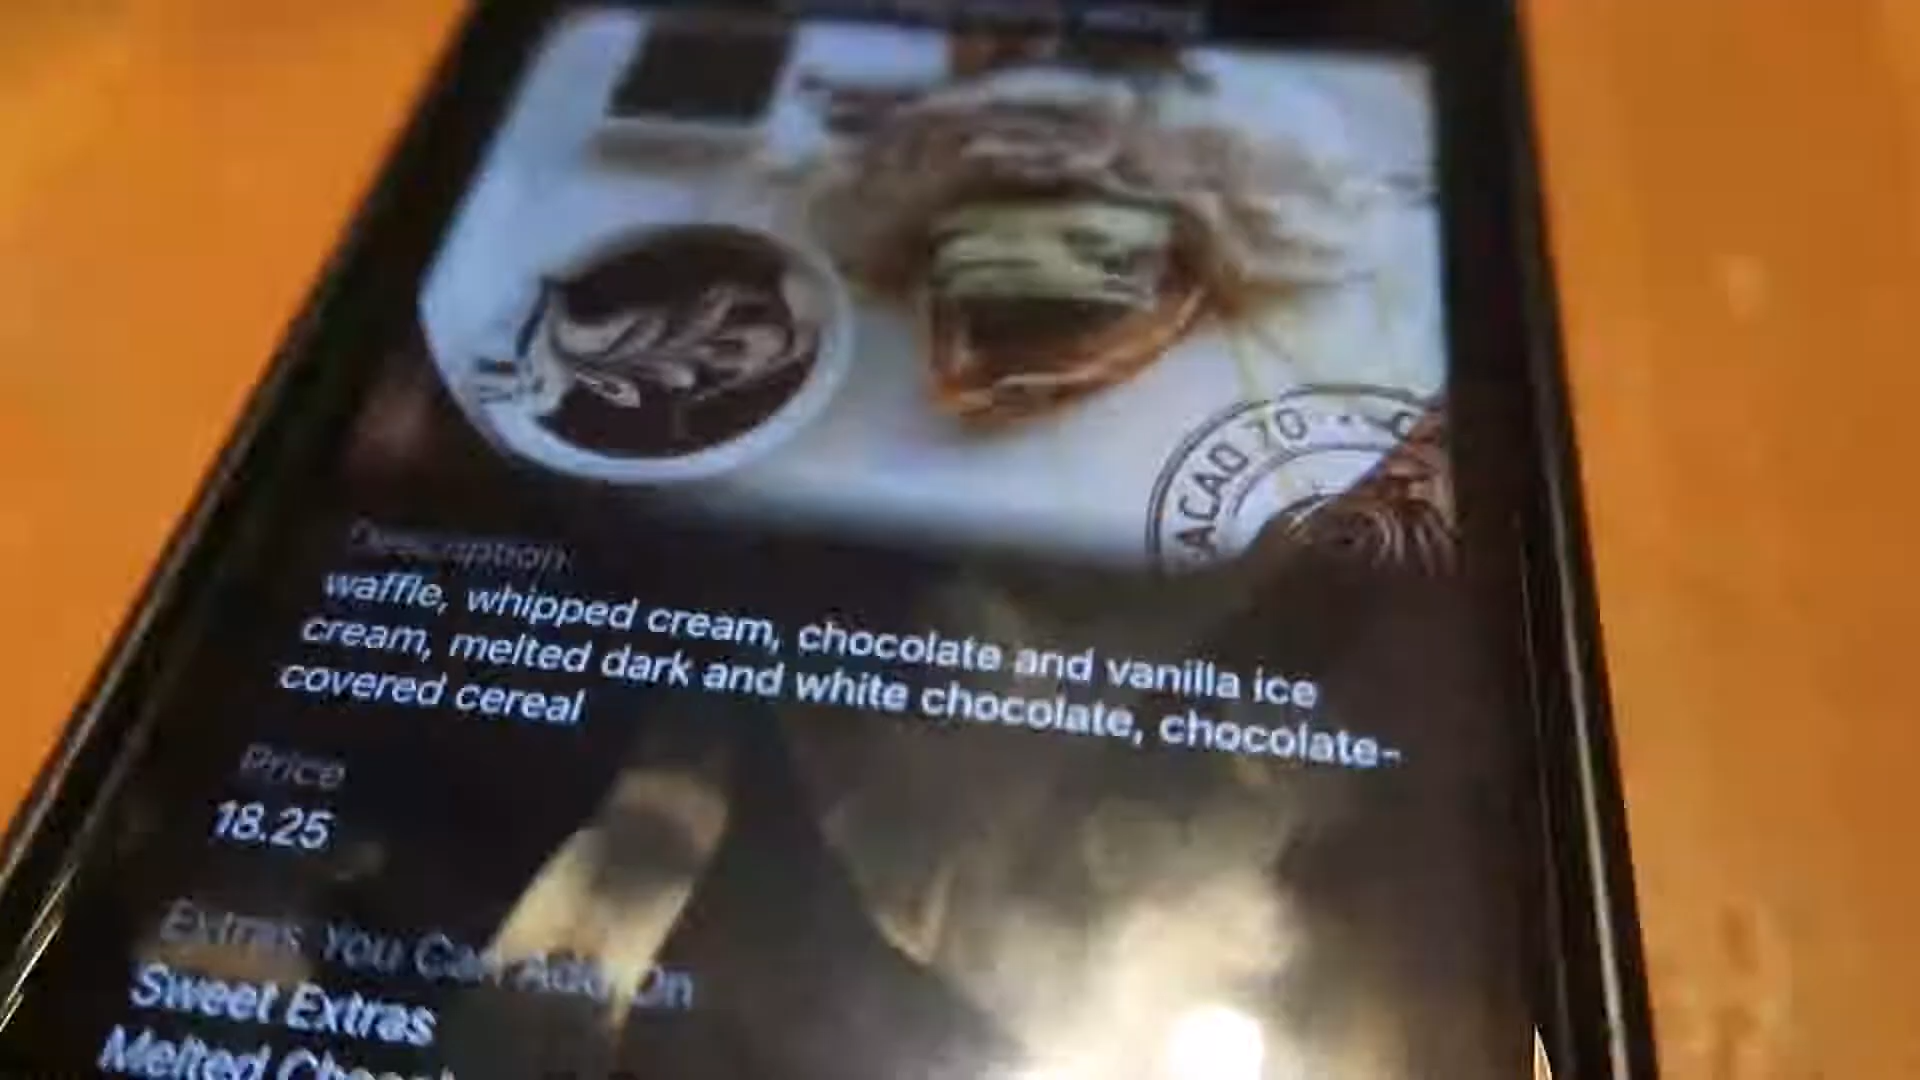 CACAO 70
Description
waffle, whipped cream, chocolate and vanilla ice
cream, melted dark and white chocolate, chocolate-
covered cereal
Price
18.25
Extras You Can Add On
Sweet Extras
Melted